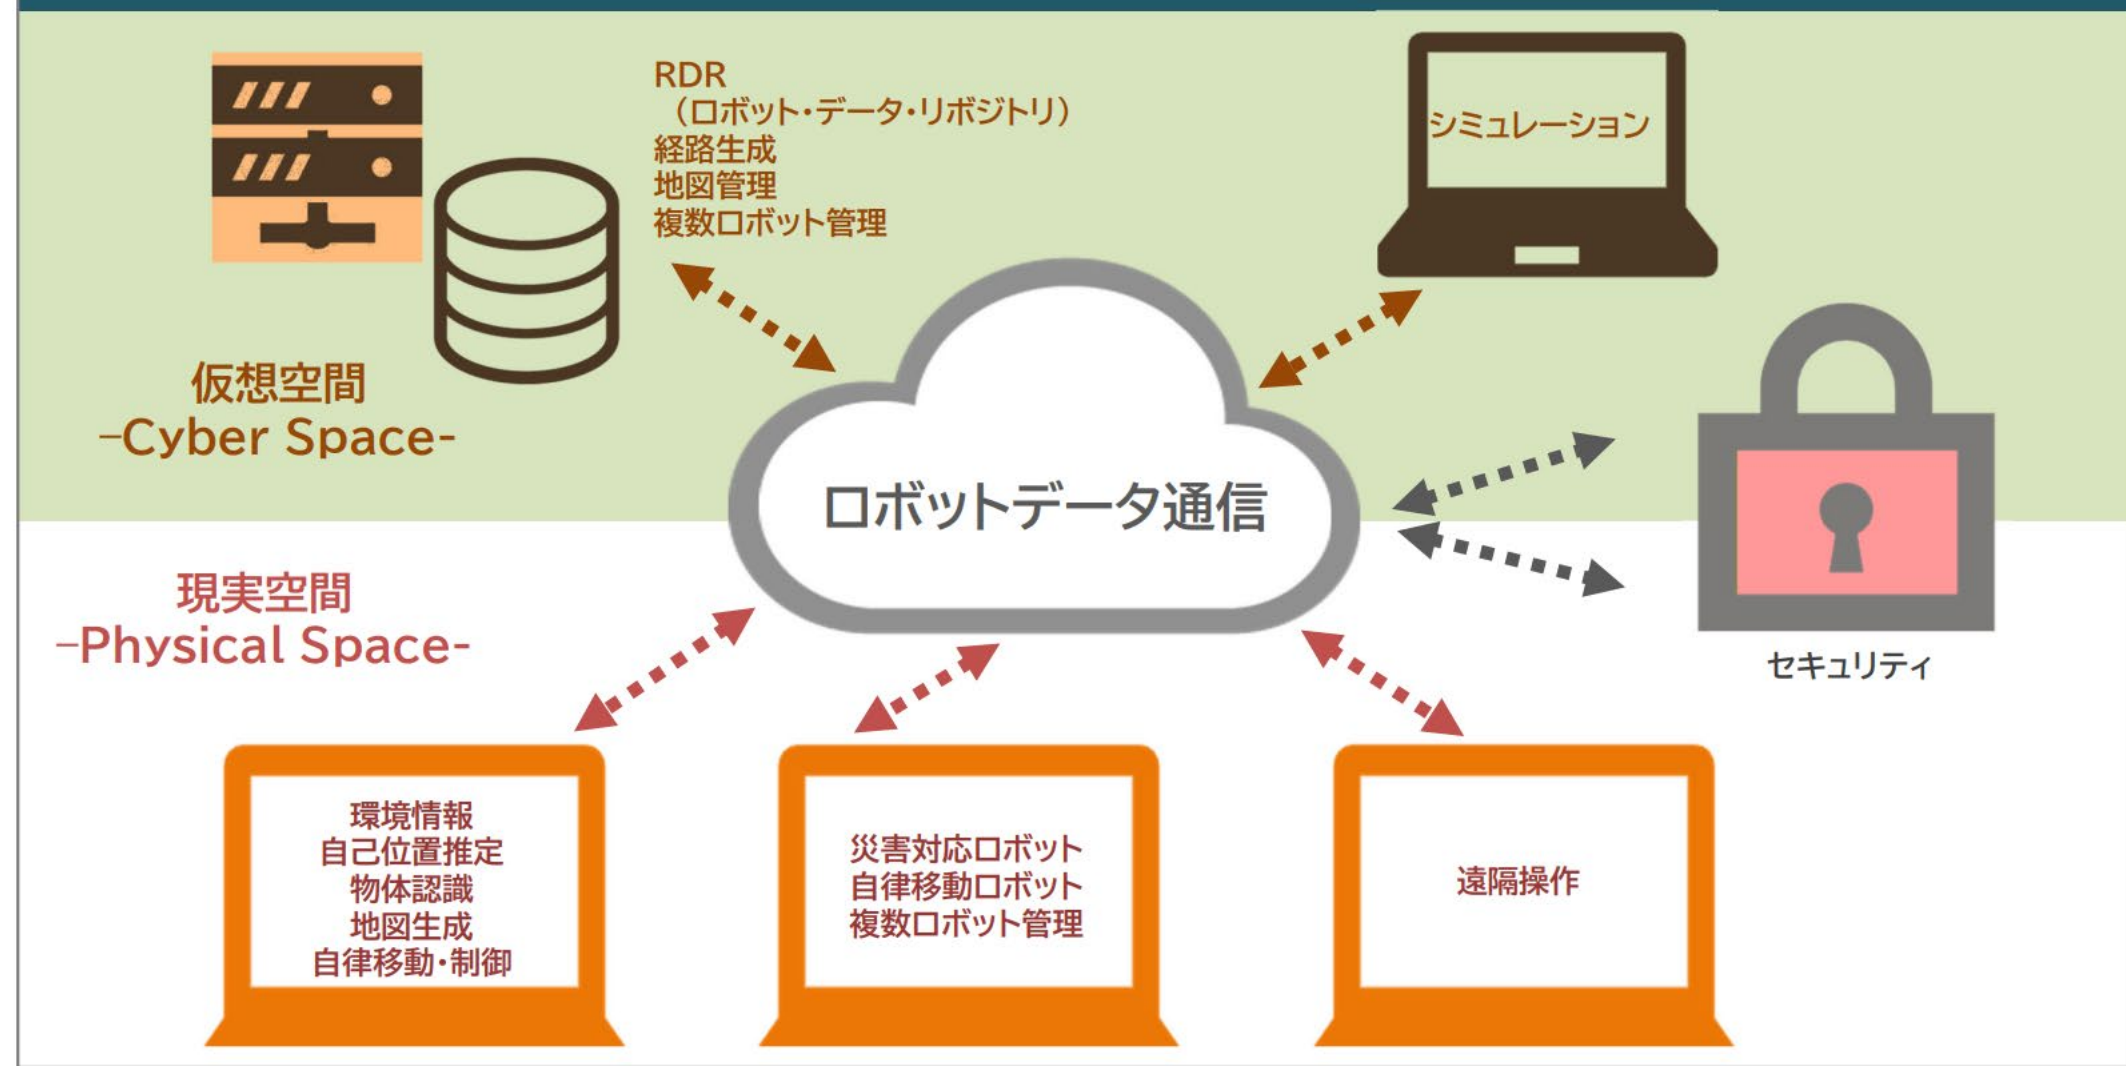 RDR
（ロボット・データ・リポジトリ）
経路生成
地図管理
複数ロボット管理
シミュレーション
仮想空間
-Cyber Space-
ロボットデータ通信
現実空間
-Physical Space-
セキュリティ
環境情報
自己位置推定
物体認識
地図生成
自律移動・制御
災害対応ロボット
自律移動ロボット
複数ロボット管理
遠隔操作